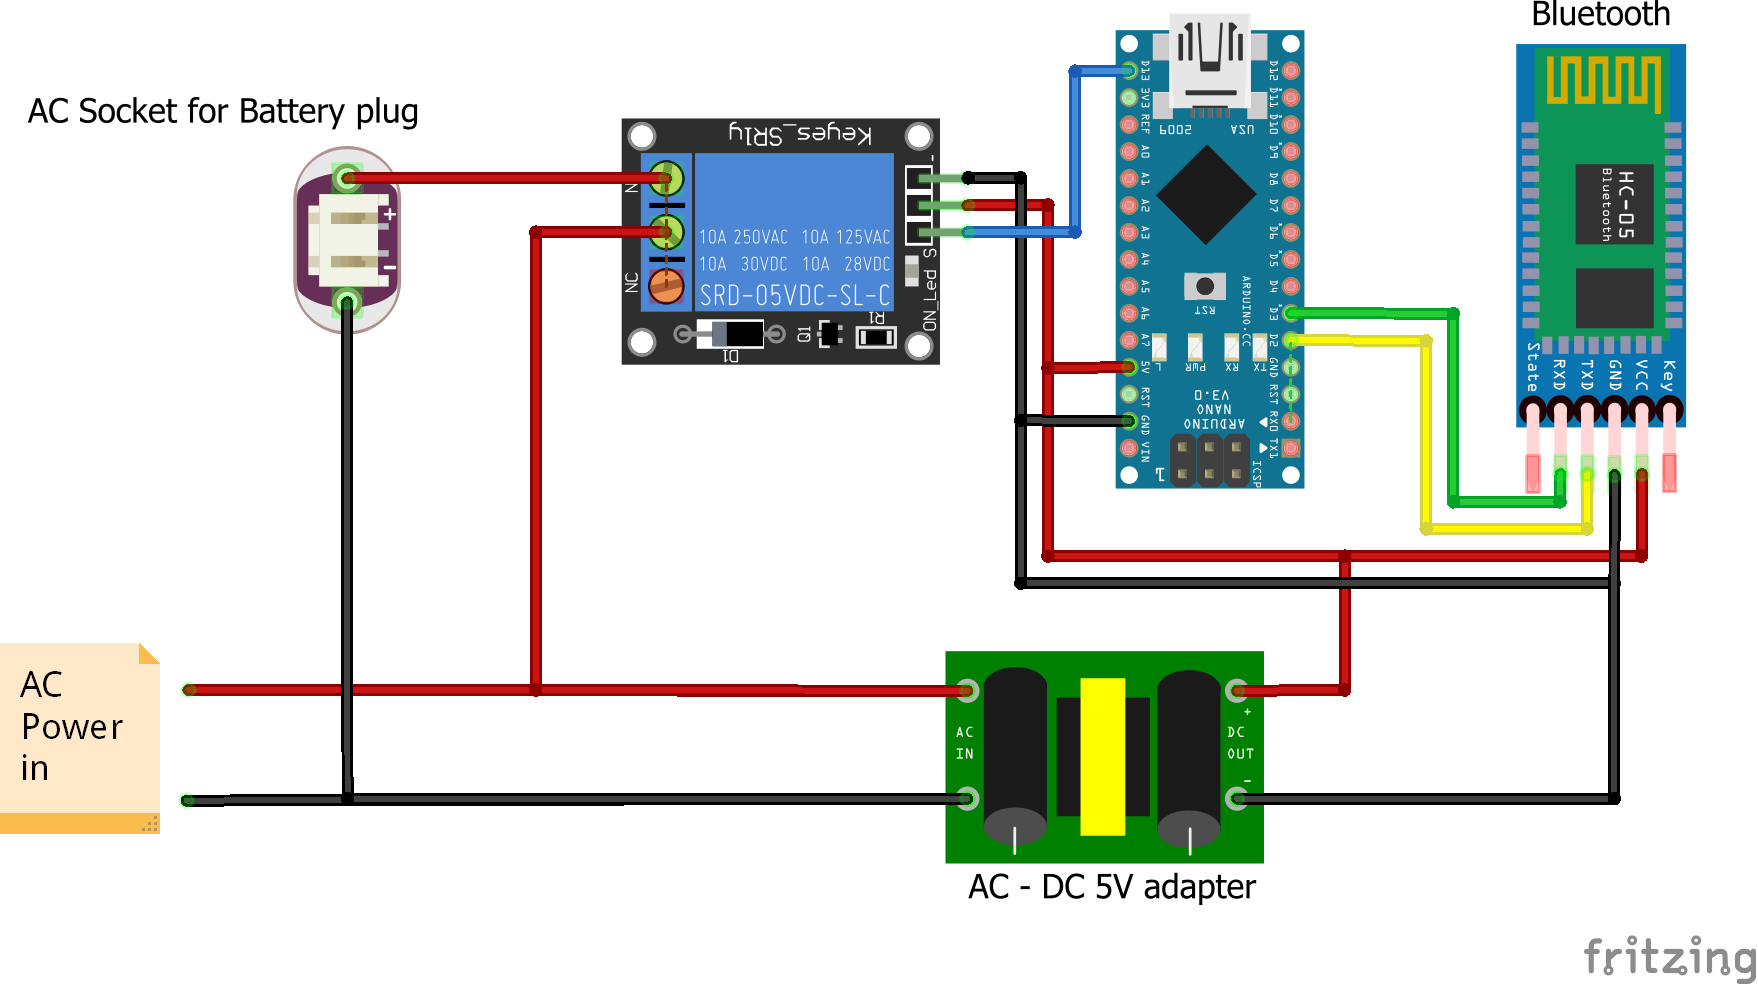 Bluetooth
AC Socket for Battery plug
Keyes_SR1y
-
S
ON_Led
NC
10A 250VAC 10A 125VAC
10A 30VDC 10A 28VDC
SRD-05VDC-SL-C
D1
Q1
R1
+
-
D13
3V3
REF
A0
A1
A2
A3
A4
A5
A6
A7
5V
RST
GND
VIN
D12
D11
D10
D9
D8
D7
D6
D5
D4
D3
D2
GND
RST
RX0
TX1
USA
2009
RST
ARDUINO.CC
TX
RX
PWR
L
ARDUINO
NANO
V3.0
ICSP
1
HC-05
Bluetooth
State
RXD
TXD
GND
VCC
Key
AC
Power
in
AC
IN
+
DC
OUT
-
AC - DC 5V adapter
fritzing